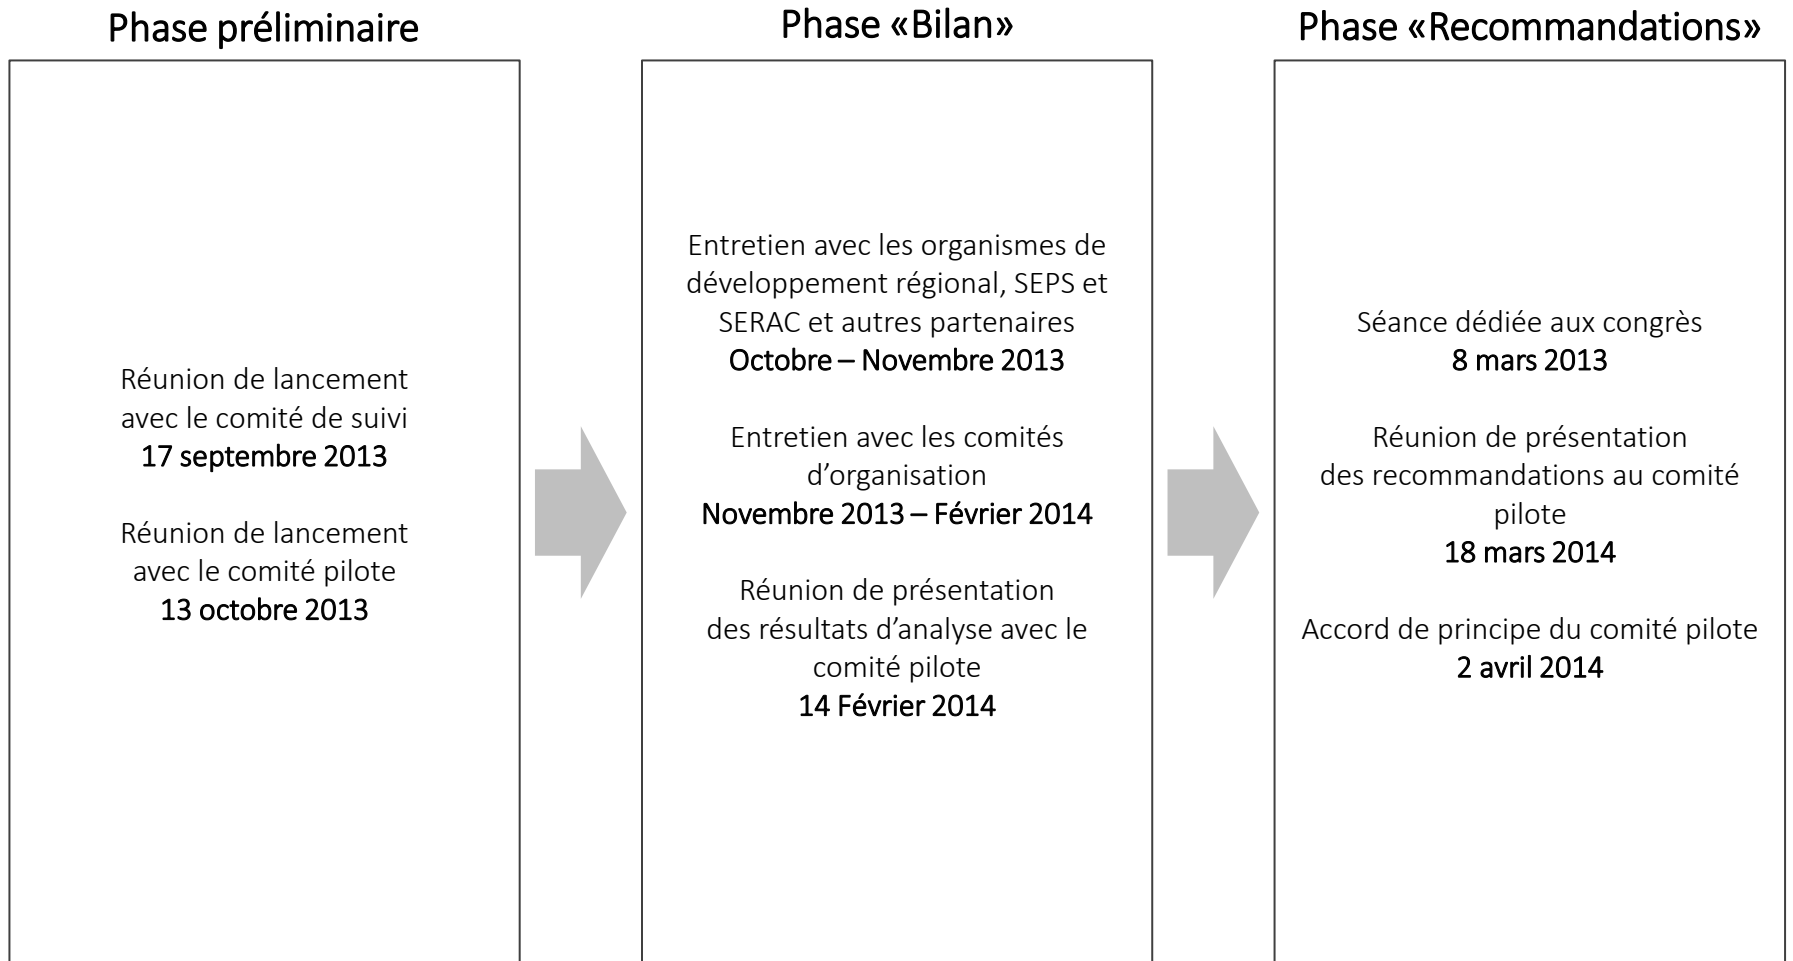 Phase préliminaire
Réunion de lancement
avec le comité de suivi
17 septembre 2013
Réunion de lancement
avec le comité pilote
13 octobre 2013
Phase «Bilan»
Entretien avec les organismes de
développement régional, SEPS et
SERAC et autres partenaires
Octobre – Novembre 2013
Entretien avec les comités
d’organisation
Novembre 2013 – Février 2014
Réunion de présentation
des résultats d’analyse avec le
comité pilote
14 Février 2014
Phase «Recommandations»
Séance dédiée aux congrès
8 mars 2013
Réunion de présentation
des recommandations au comité
pilote
18 mars 2014
Accord de principe du comité pilote
2 avril 2014